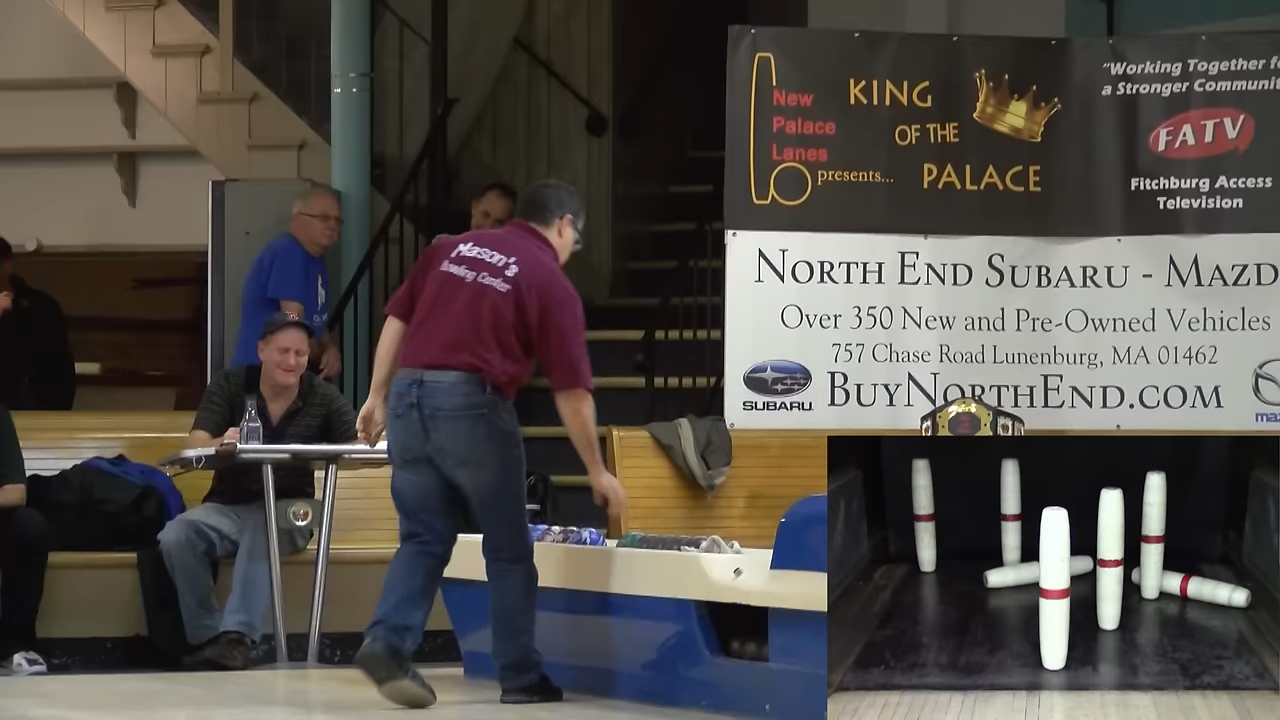 Mason's
Bowling Center
New
Palace
Lanes
presents...
KING
OF THE
PALACE
"Working Together f
a Stronger Communit
FATV
Fitchburg Access
Television
NORTH END SUBARU - MAZD
Over 350 New and Pre-Owned Vehicles
757 Chase Road Lunenburg, MA 01462
SUBARU
BUYNORTHEND.COM
maz